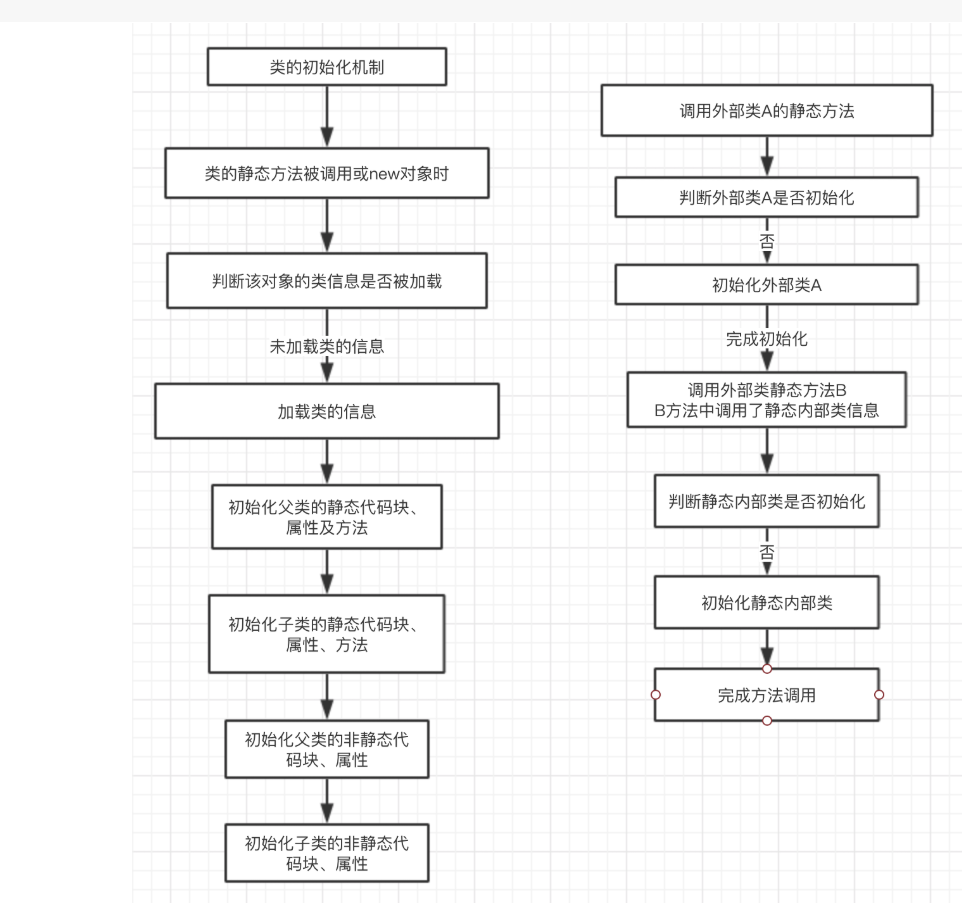 类的初始化机制
类的静态方法被调用或new对象时
判断该对象的类信息是否被加载
未加载类的信息
加载类的信息
初始化父类的静态代码块、
属性及方法
初始化子类的静态代码块、
属性、方法
初始化父类的非静态代
码块、属性
初始化子类的非静态代
码块、属性
调用外部类A的静态方法
判断外部类A是否初始化
否
初始化外部类A
完成初始化
调用外部类静态方法B
B方法中调用了静态内部类信息
判断静态内部类是否初始化
否
初始化静态内部类
完成方法调用